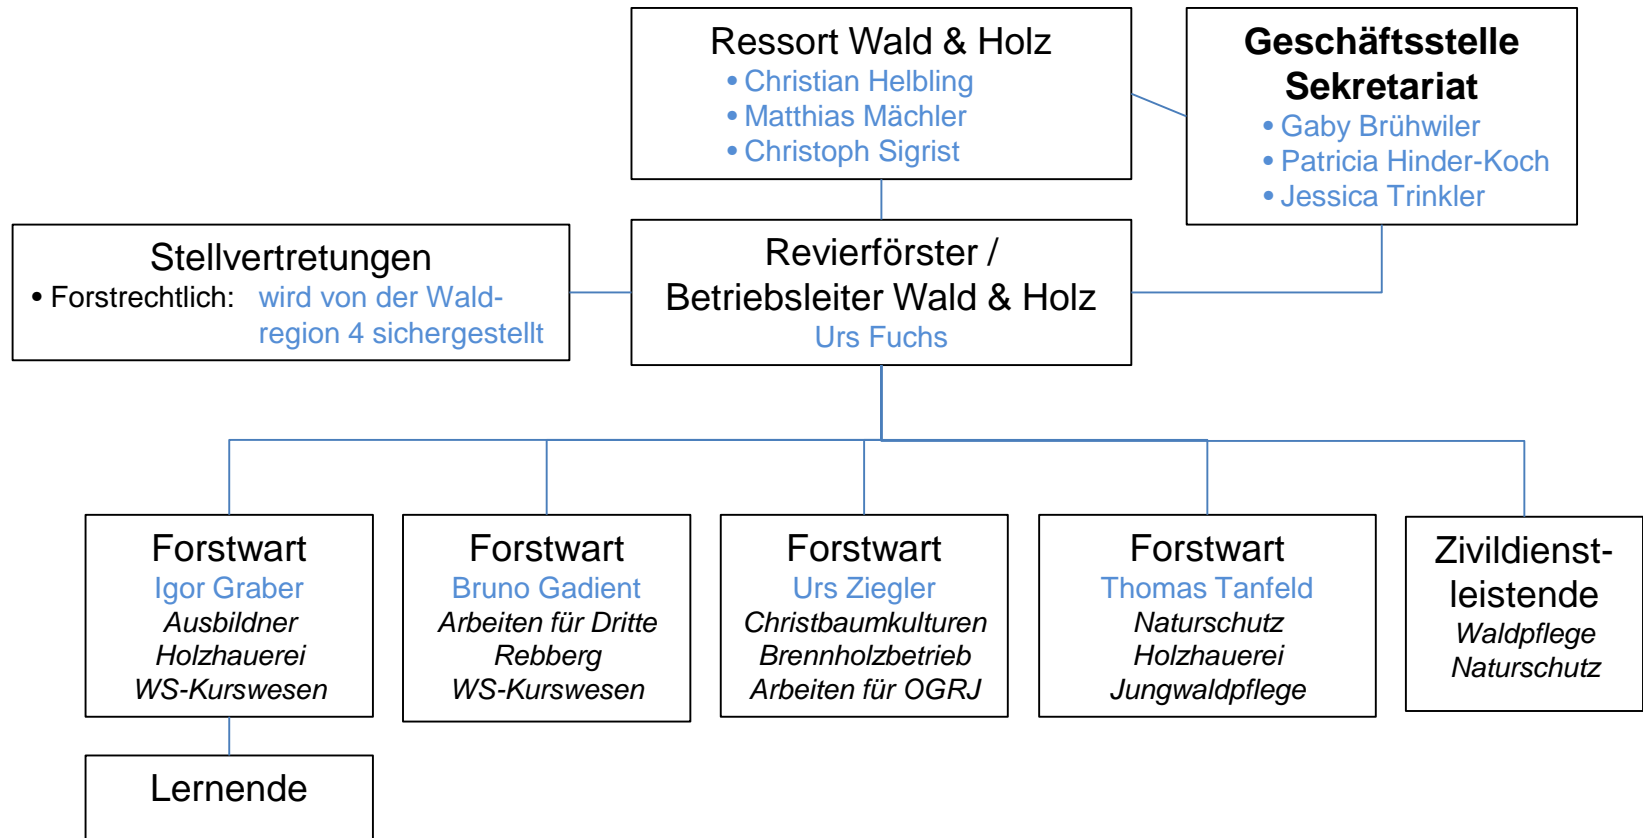 Ressort Wald & Holz
• Christian Helbling
• Matthias Mächler
• Christoph Sigrist
Geschäftsstelle
Sekretariat
• Gaby Brühwiler
• Patricia Hinder-Koch
• Jessica Trinkler
Stellvertretungen
• Forstrechtlich: wird von der Wald-
region 4 sichergestellt
Revierförster /
Betriebsleiter Wald & Holz
Urs Fuchs
Forstwart
Igor Graber
Ausbildner
Holzhauerei
WS-Kurswesen
Forstwart
Bruno Gadient
Arbeiten für Dritte
Rebberg
WS-Kurswesen
Forstwart
Urs Ziegler
Christbaumkulturen
Brennholzbetrieb
Arbeiten für OGRJ
Forstwart
Thomas Tanfeld
Naturschutz
Holzhauerei
Jungwaldpflege
Zivildienst-
leistende
Waldpflege
Naturschutz
Lernende